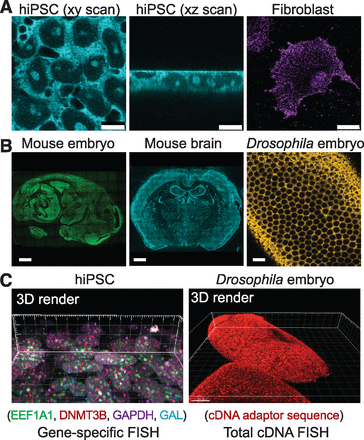 A
hiPSC (xy scan)
hiPSC (xz scan)
Fibroblast
B
Mouse embryo
Mouse brain
Drosophila embryo
C
hiPSC
Drosophila embryo
3D render
3D render
(EEF1A1, DNMT3B, GAPDH, GAL)
(cDNA adaptor sequence)
Gene-specific FISH
Total cDNA FISH